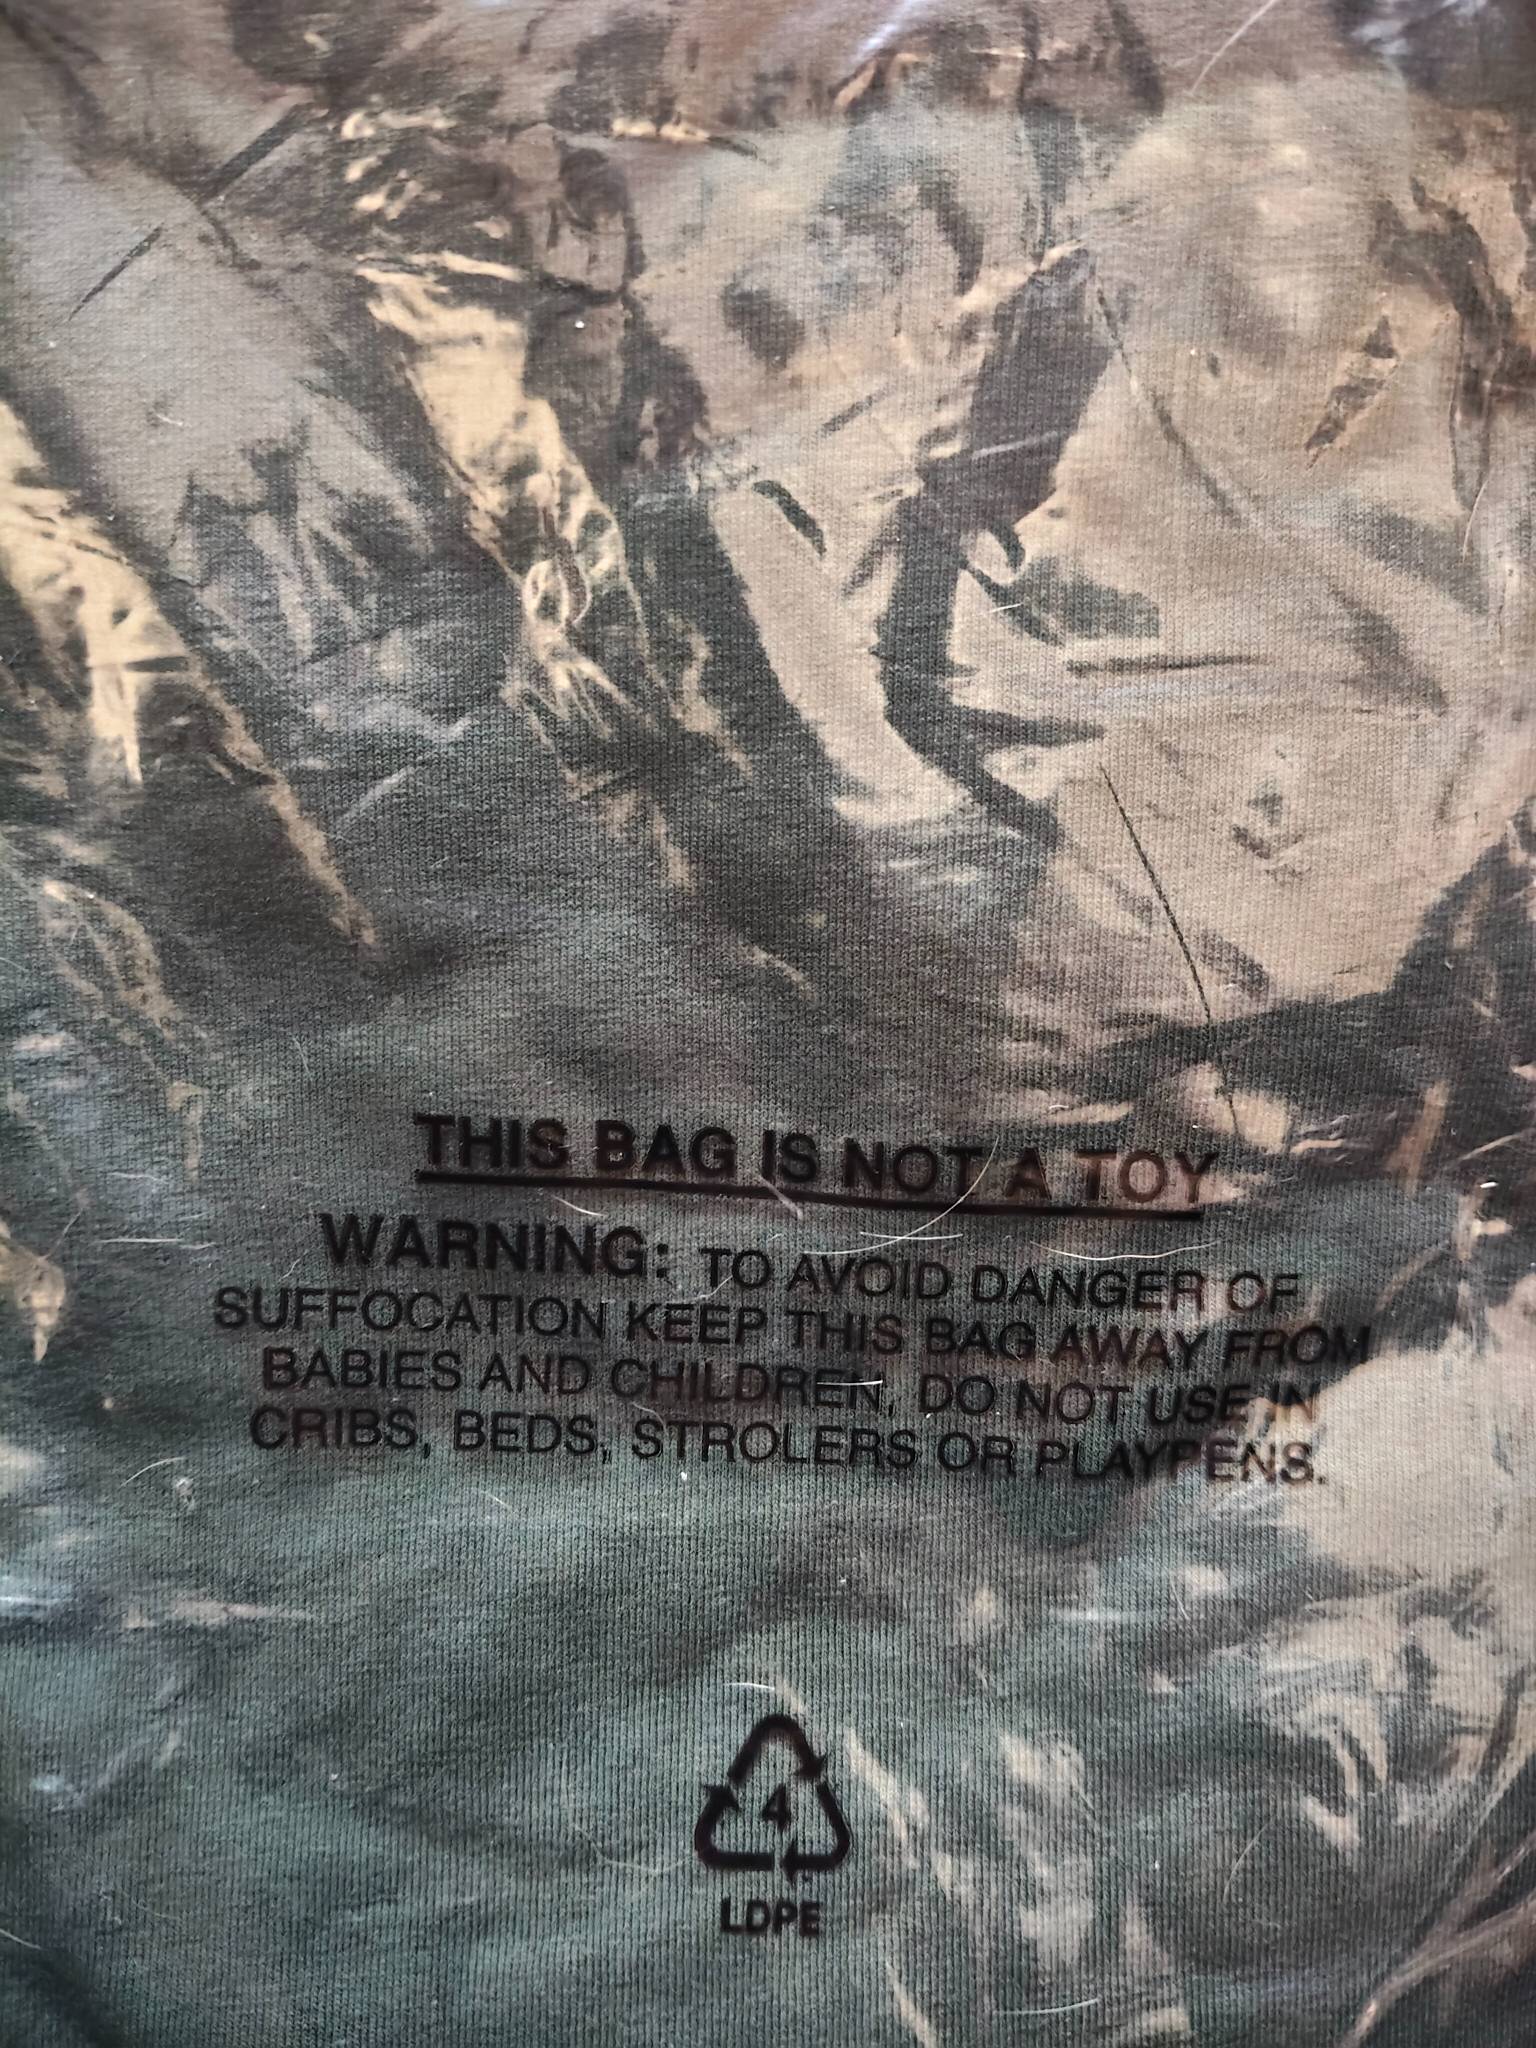 THIS BAG IS NOT A TOY
WARNING: TO AVOID DANGER OF
SUFFOCATION KEEP THIS BAG AWAY FROM
BABIES AND CHILDREN, DO NOT USE IN
CRIBS, BEDS, STROLERS OR PLAYPENS.
4
LDPE